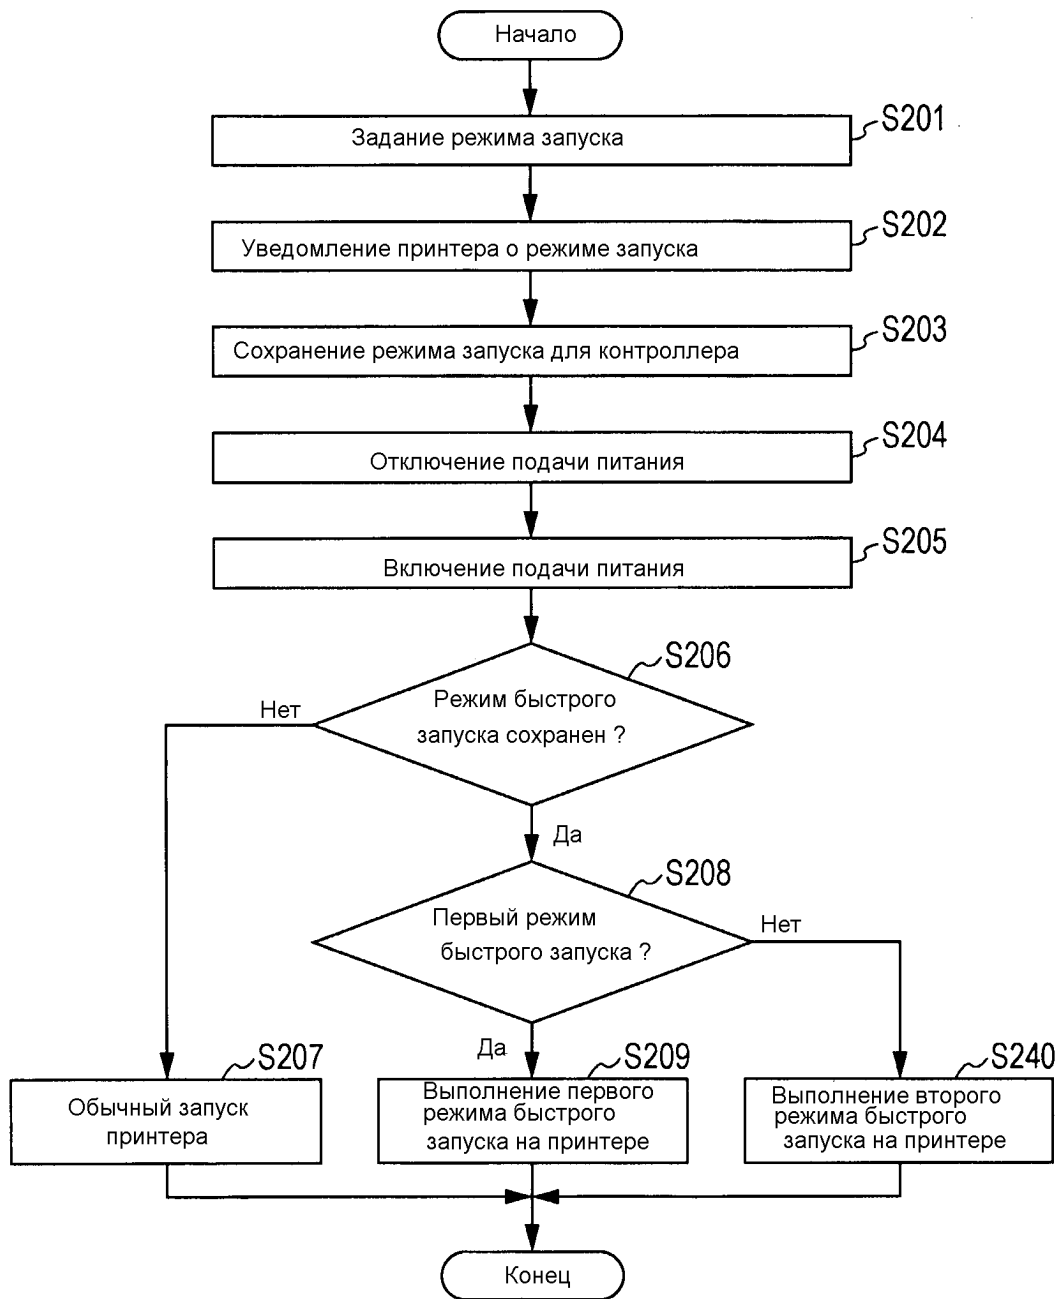 Начало
S201
Задание режима запуска
S202
Уведомление принтера о режиме запуска
S203
Сохранение режима запуска для контроллера
S204
Отключение подачи питания
S205
Включение подачи питания
S206
Режим быстрого
запуска сохранен ?
Нет
Да
S208
Первый режим
быстрого запуска ?
Нет
Да
S207
Обычный запуск
принтера
S209
Выполнение первого
режима быстрого
запуска на принтере
S240
Выполнение второго
режима быстрого
запуска на принтере
Конец